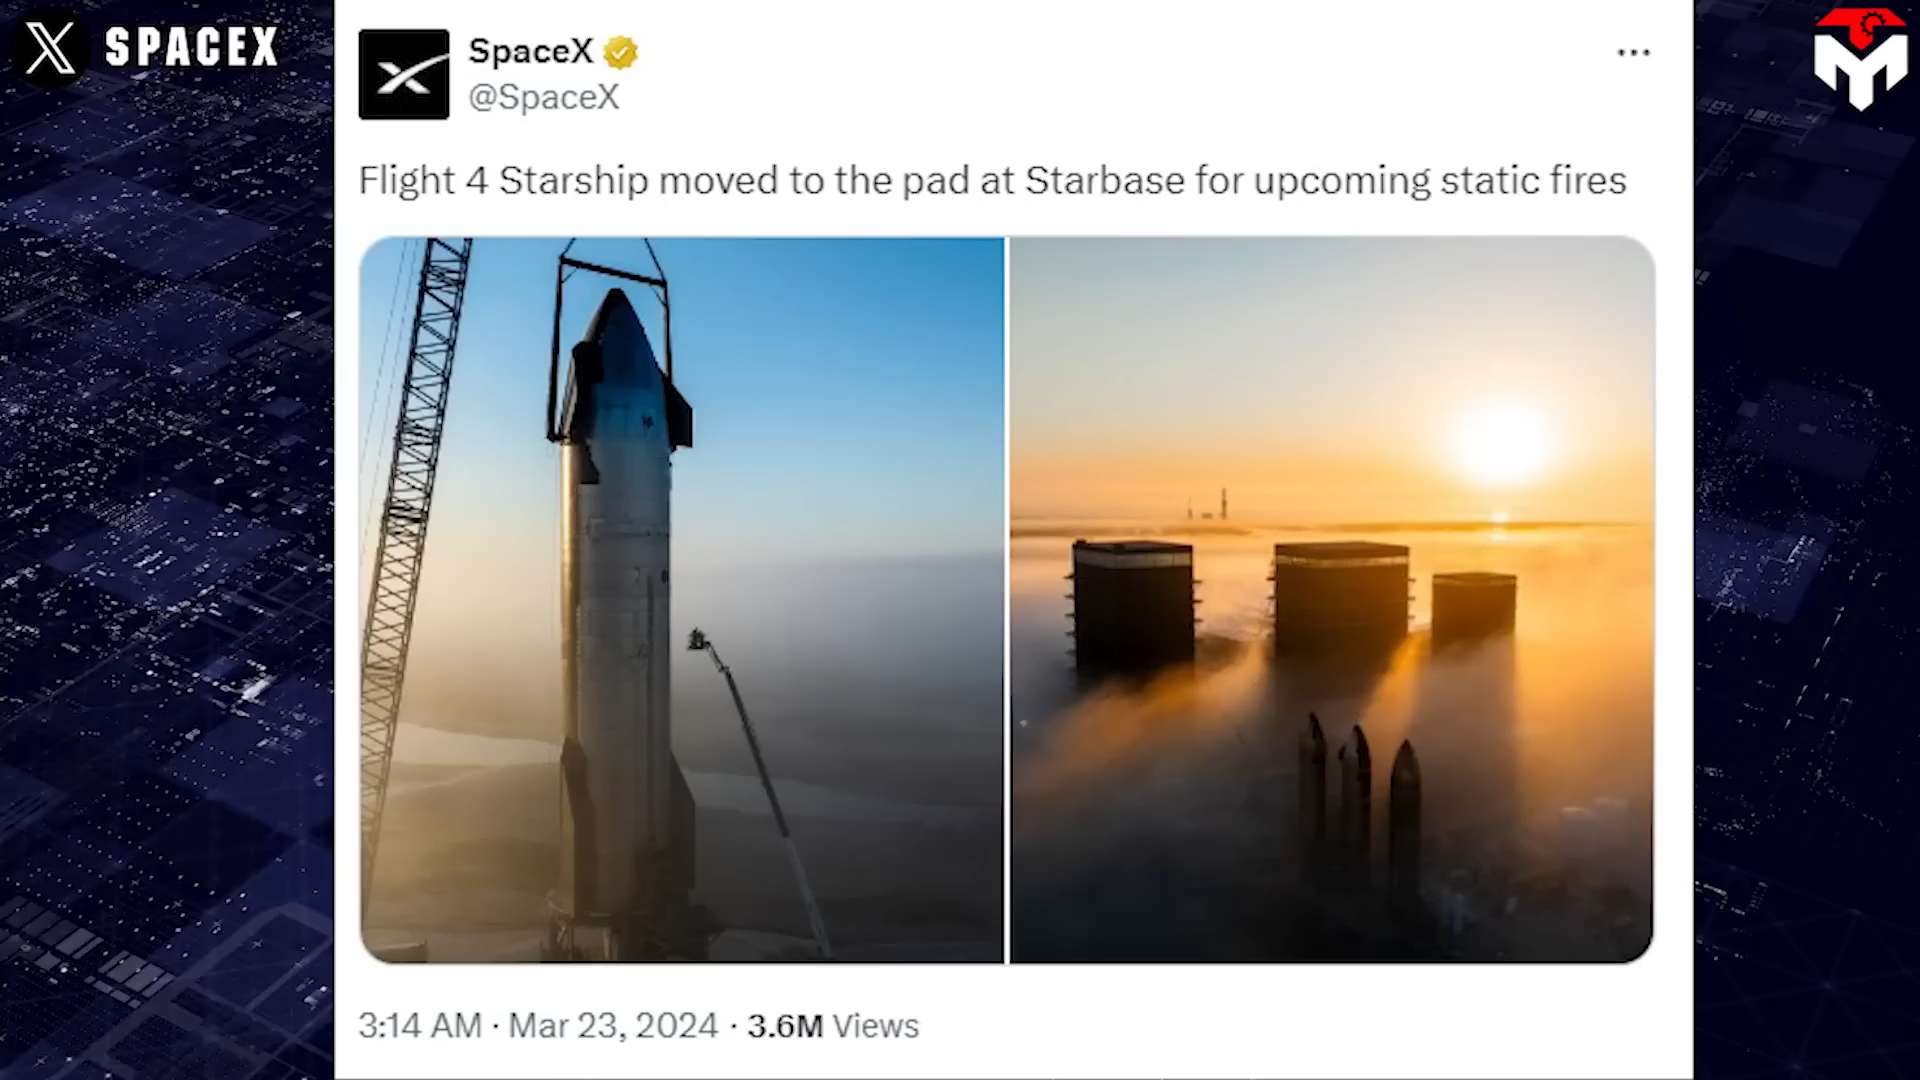 SPACEX
SpaceX
@SpaceX
Flight 4 Starship moved to the pad at Starbase for upcoming static fires
3:14 AM · Mar 23, 2024 · 3.6M Views